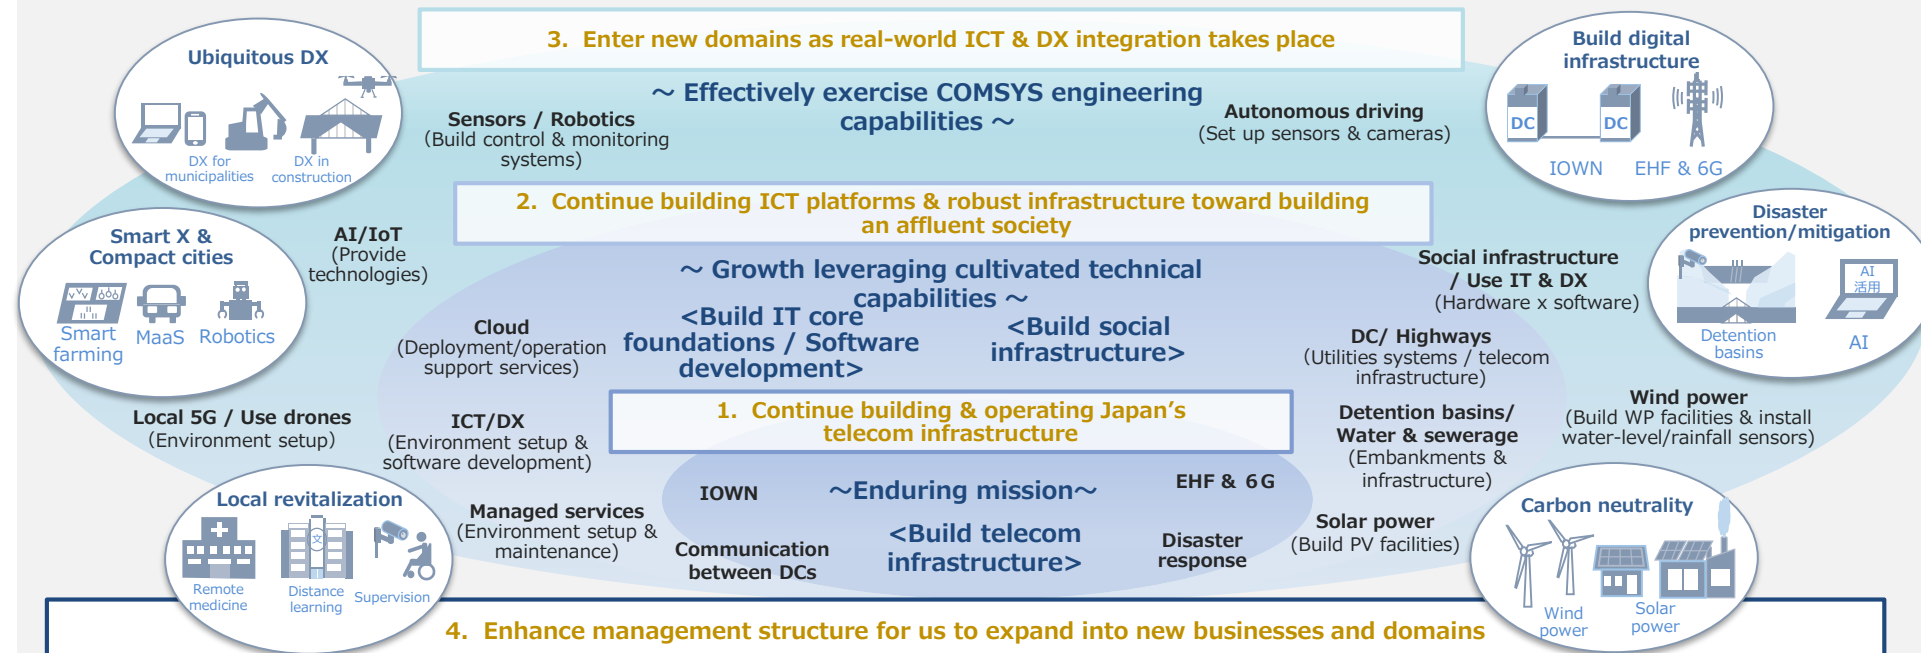 3. Enter new domains as real-world ICT & DX integration takes place
～ Effectively exercise COMSYS engineering
capabilities ～
Ubiquitous DX
DX for
municipalities
DX in
construction
Sensors / Robotics
(Build control & monitoring
systems)
Autonomous driving
(Set up sensors & cameras)
Build digital
infrastructure
DC
DC
IOWN
EHF & 6G
2. Continue building ICT platforms & robust infrastructure toward building
an affluent society
Smart X &
Compact cities
Smart
farming
MaaS
Robotics
AI/IoT
(Provide
technologies)
～ Growth leveraging cultivated technical
capabilities ～
<Build IT core
foundations / Software
development>
<Build social
infrastructure>
Social infrastructure
/ Use IT & DX
(Hardware x software)
Disaster
prevention/mitigation
AI
活用
Detention
basins
AI
Cloud
(Deployment/operation
support services)
DC/ Highways
(Utilities systems / telecom
infrastructure)
Local 5G / Use drones
(Environment setup)
ICT/DX
(Environment setup &
software development)
1. Continue building & operating Japan's
telecom infrastructure
Detention basins/
Water & sewerage
(Embankments &
infrastructure)
Wind power
(Build WP facilities & install
water-level/rainfall sensors)
Local revitalization
文
Remote
medicine
Distance
learning
Supervision
Managed services
(Environment setup &
maintenance)
IOWN
～Enduring mission～
EHF & 6G
<Build telecom
infrastructure>
Communication
between DCs
Disaster
response
Solar power
(Build PV facilities)
Carbon neutrality
Wind
power
Solar
power
4. Enhance management structure for us to expand into new businesses and domains